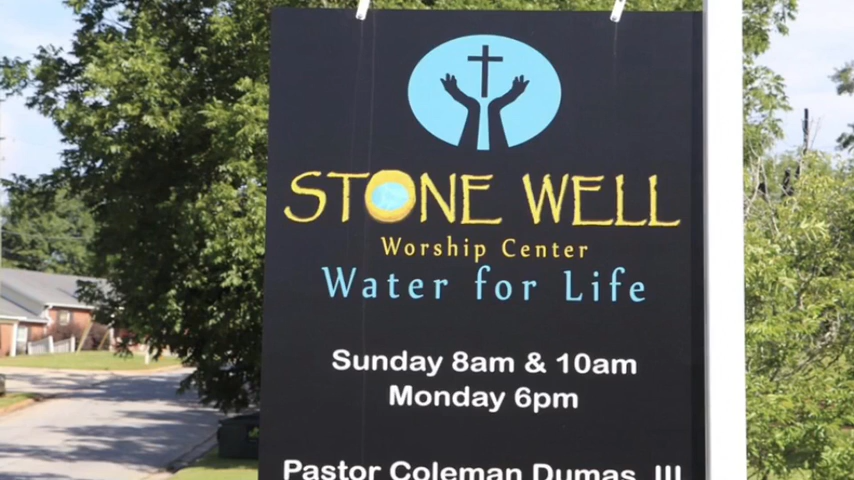 STONE WELL
Worship Center
Water for Life
Sunday 8am & 10am
Monday 6pm
Pastor Coleman Dumas, III